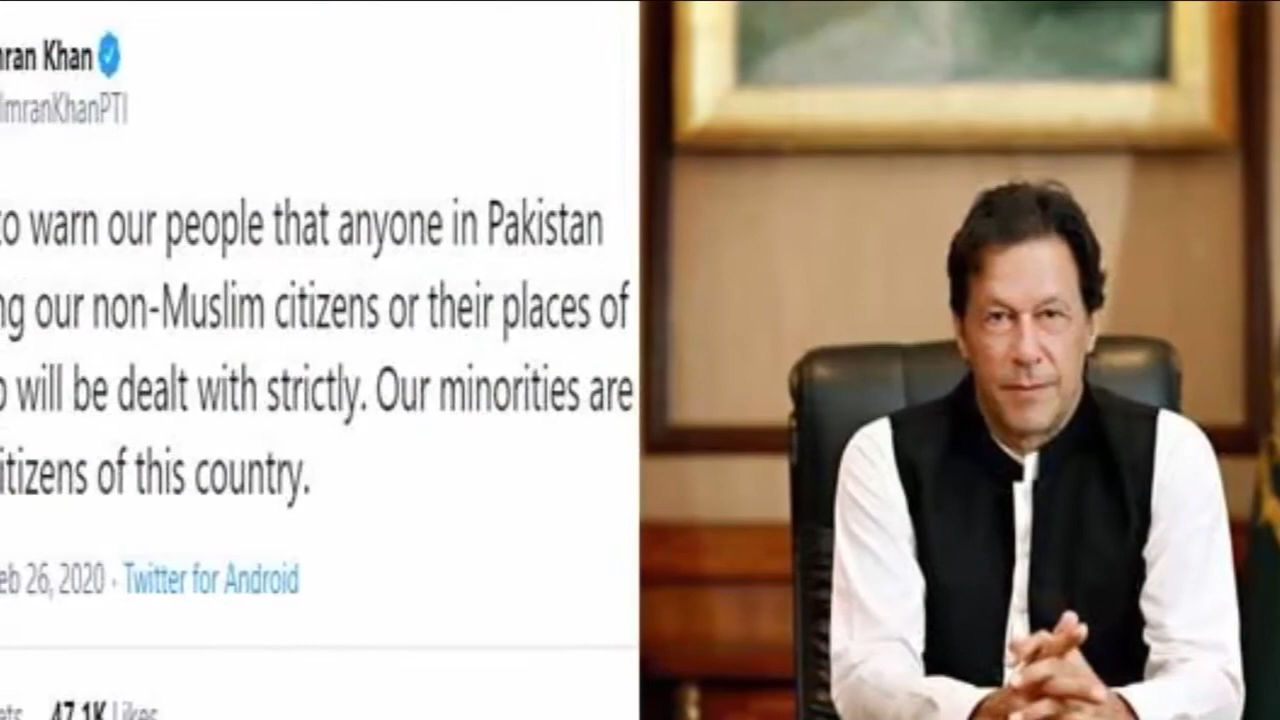 ran Khan
ImranKhanPTI
to warn our people that anyone in Pakistan
ng our non-Muslim citizens or their places of
p will be dealt with strictly. Our minorities are
itizens of this country.
eb 26, 2020 · Twitter for Android
ets 47.1K Likes